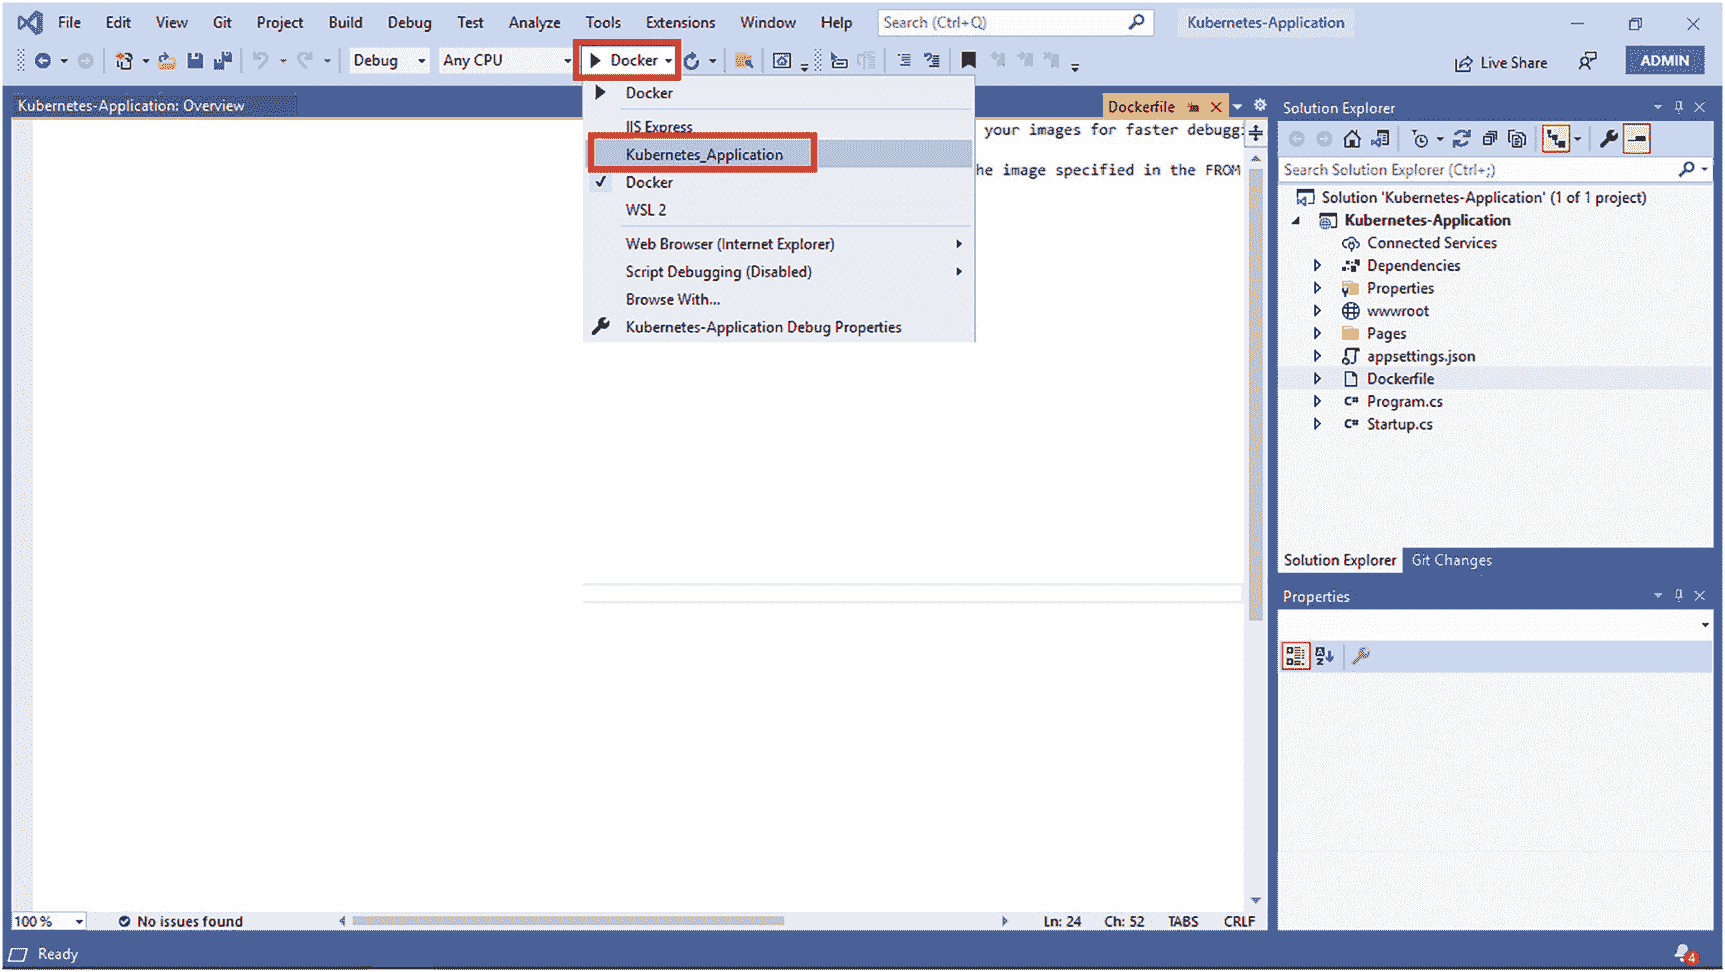 File Edit View Git Project Build Debug Test Analyze Tools Extensions Window Help Search (Ctrl+Q) Kubernetes-Application
Debug Any CPU Docker Live Share ADMIN
Kubernetes-Application: Overview
Dockerfile
Docker
IIS Express
Kubernetes_Application
Docker
WSL 2
Web Browser (Internet Explorer)
Script Debugging (Disabled)
Browse With...
Kubernetes-Application Debug Properties
your images for faster debuggi
he image specified in the FROM
Solution Explorer
Search Solution Explorer (Ctrl+;)
Solution 'Kubernetes-Application' (1 of 1 project)
Kubernetes-Application
Connected Services
Dependencies
Properties
wwwroot
Pages
appsettings.json
Dockerfile
C# Program.cs
C# Startup.cs
Solution Explorer Git Changes
Properties
100 % No issues found Ln: 24 Ch: 52 TABS CRLF
Ready 4